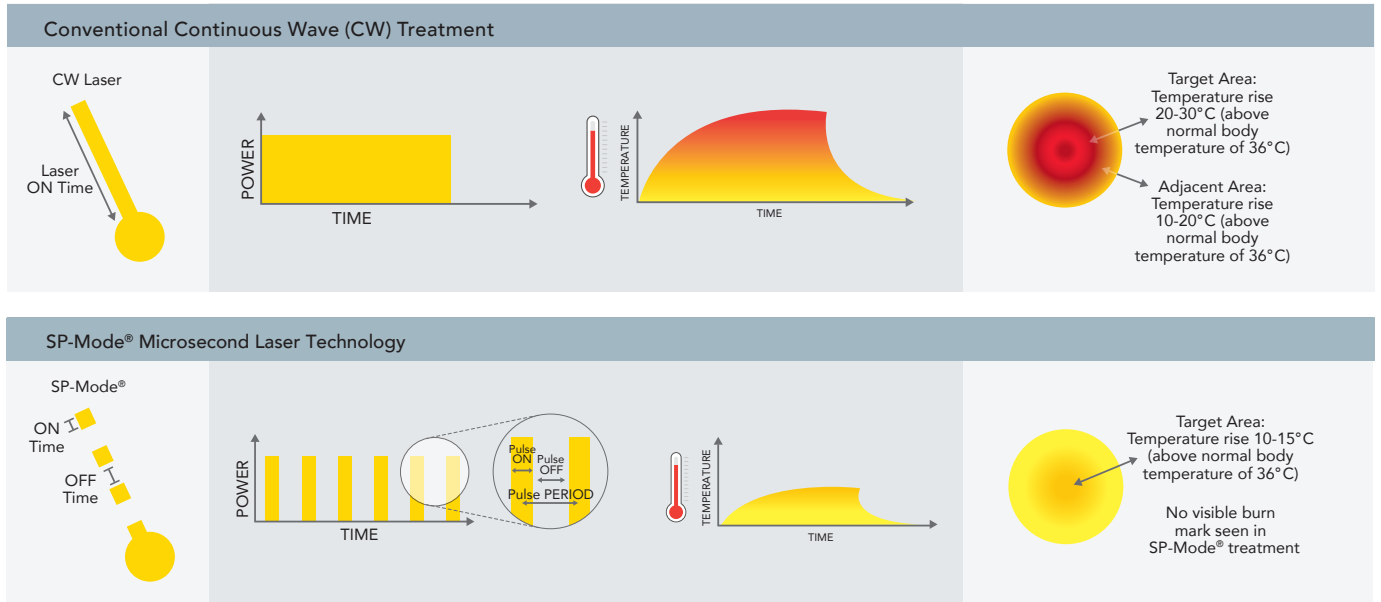 Conventional Continuous Wave (CW) Treatment
CW Laser
Laser
ON Time
POWER
TIME
TEMPERATURE
TIME
Target Area:
Temperature rise
20-30°C (above
normal body
temperature of 36°C)
Adjacent Area:
Temperature rise
10-20°C (above
normal body
temperature of 36°C)
SP-Mode® Microsecond Laser Technology
SP-Mode®
ON
Time
OFF
Time
POWER
TIME
Pulse
ON
Pulse
OFF
Pulse PERIOD
TEMPERATURE
TIME
Target Area:
Temperature rise 10-15°C
(above normal body
temperature of 36°C)
No visible burn
mark seen in
SP-Mode® treatment